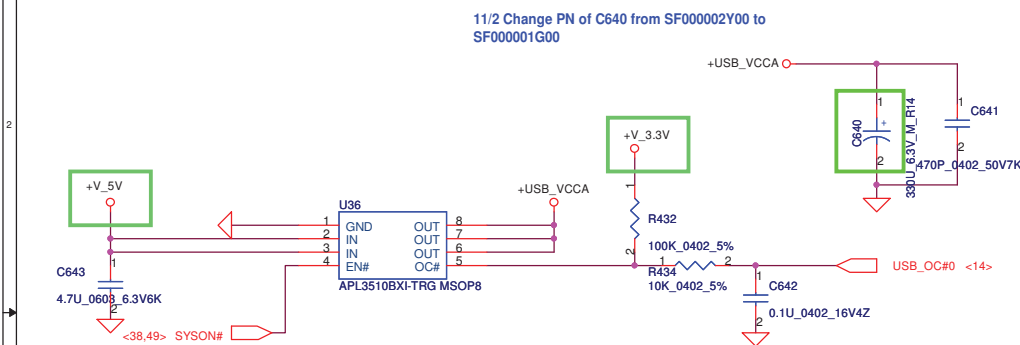 11/2 Change PN of C640 from SF000002Y00 to
SF000001G00
+USB_VCCA
2
1
C640
+
2
330U_6.3V_M_R14
1
C641
2
470P_0402_50V7K
+V_3.3V
+V_5V
+USB_VCCA
1
R432
2
100K_0402_5%
U36
1 GND OUT 8
2 IN OUT 7
3 IN OUT 6
4 EN# OC# 5
APL3510BXI-TRG MSOP8
1 2
R434
10K_0402_5%
USB_OC#0 <14>
C643
1
4.7U_0603_6.3V6K
2
1
C642
0.1U_0402_16V4Z
2
<38,49> SYSON#